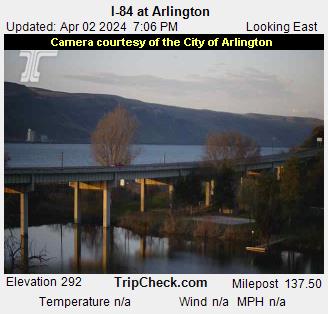 I-84 at Arlington
Updated: Apr 02 2024 7:06 PM Looking East
Camera courtesy of the City of Arlington
Elevation 292 TripCheck.com Milepost 137.50
Temperature n/a Wind n/a MPH n/a